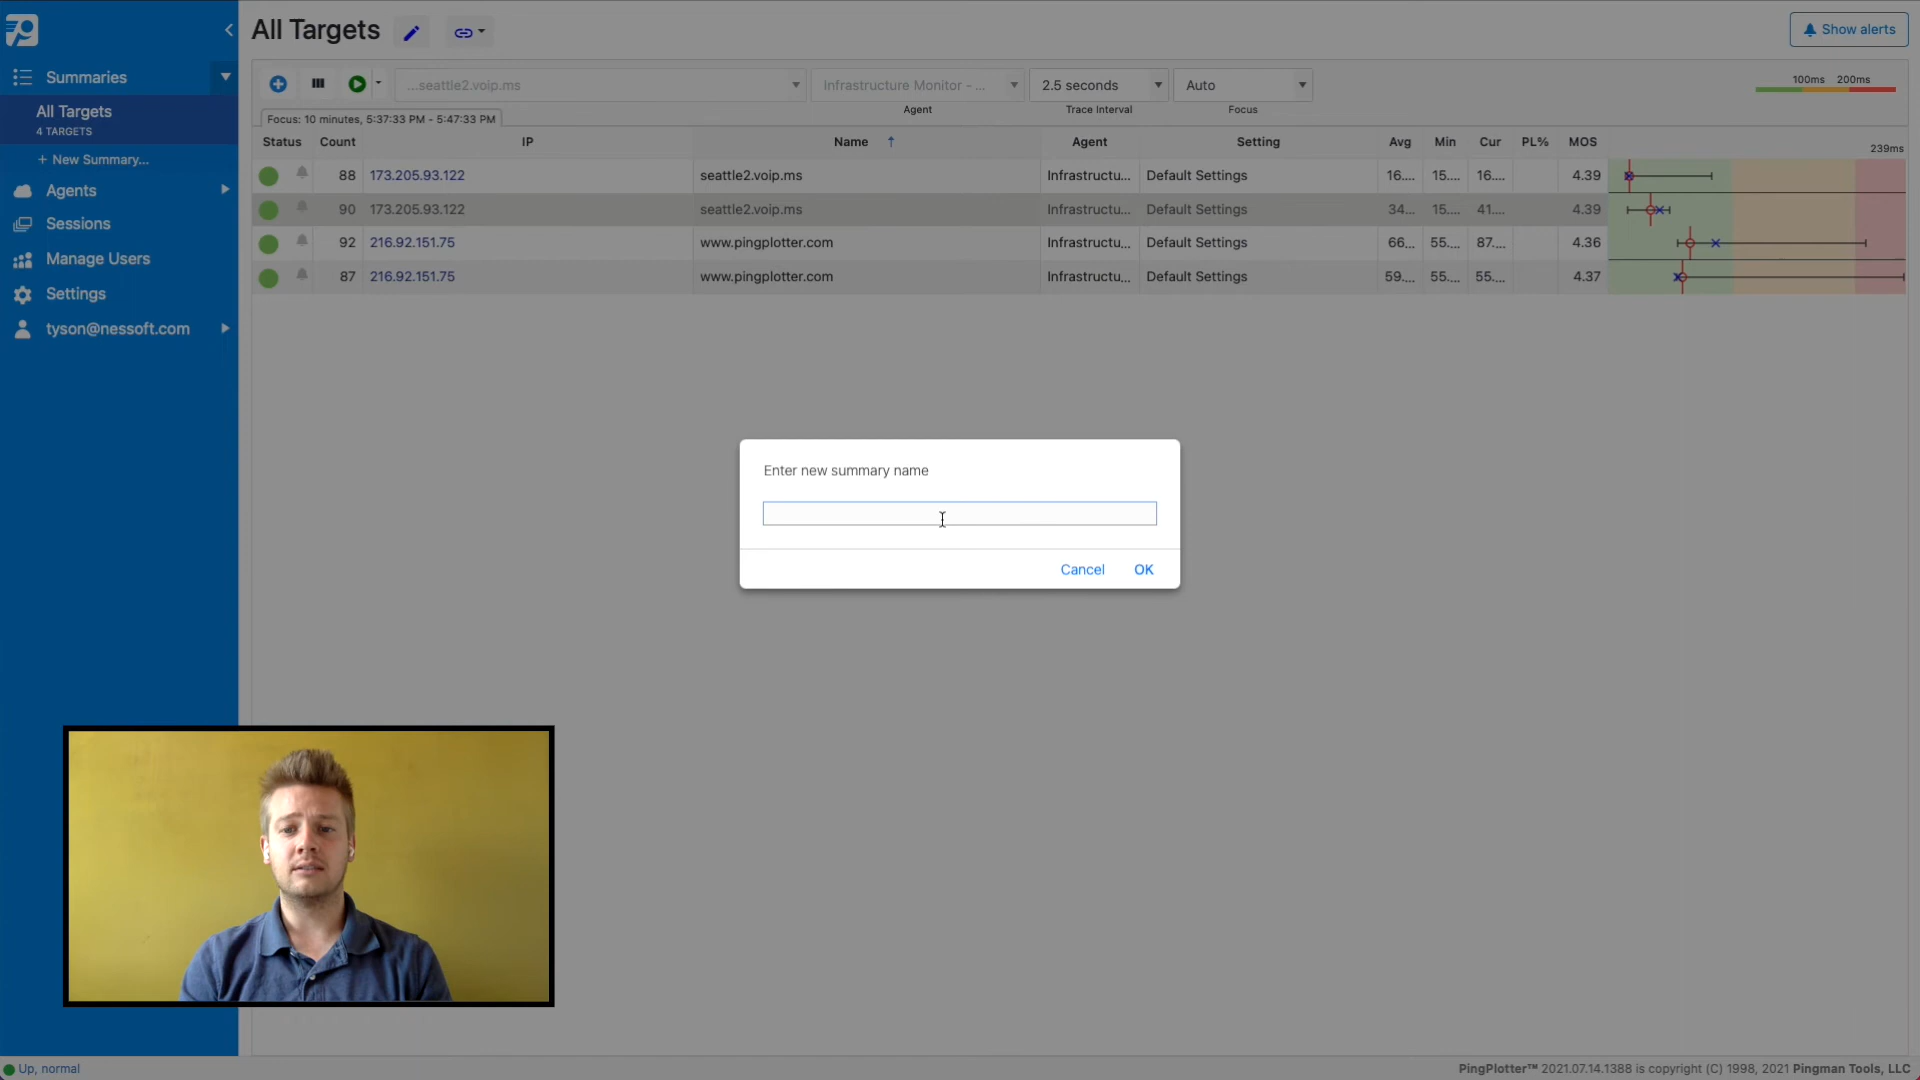 All Targets
Show alerts
Summaries
All Targets
4 TARGETS
+ New Summary...
Agents
Sessions
Manage Users
Settings
tyson@nessoft.com
...seattle2.voip.ms
Infrastructure Monitor - ...
2.5 seconds
Auto
100ms 200ms
Agent
Trace Interval
Focus
Focus: 10 minutes, 5:37:33 PM - 5:47:33 PM
Status Count IP Name ↑ Agent Setting Avg Min Cur PL% MOS 239ms
88 173.205.93.122 seattle2.voip.ms Infrastructu... Default Settings 16.... 15.... 16.... 4.39
90 173.205.93.122 seattle2.voip.ms Infrastructu... Default Settings 34... 15.... 41.... 4.39
92 216.92.151.75 www.pingplotter.com Infrastructu... Default Settings 66... 55.... 87.... 4.36
87 216.92.151.75 www.pingplotter.com Infrastructu... Default Settings 59.... 55.... 55.... 4.37
Enter new summary name
Cancel OK
Up, normal
PingPlotter™ 2021.07.14.1388 is copyright (C) 1998, 2021 Pingman Tools, LLC